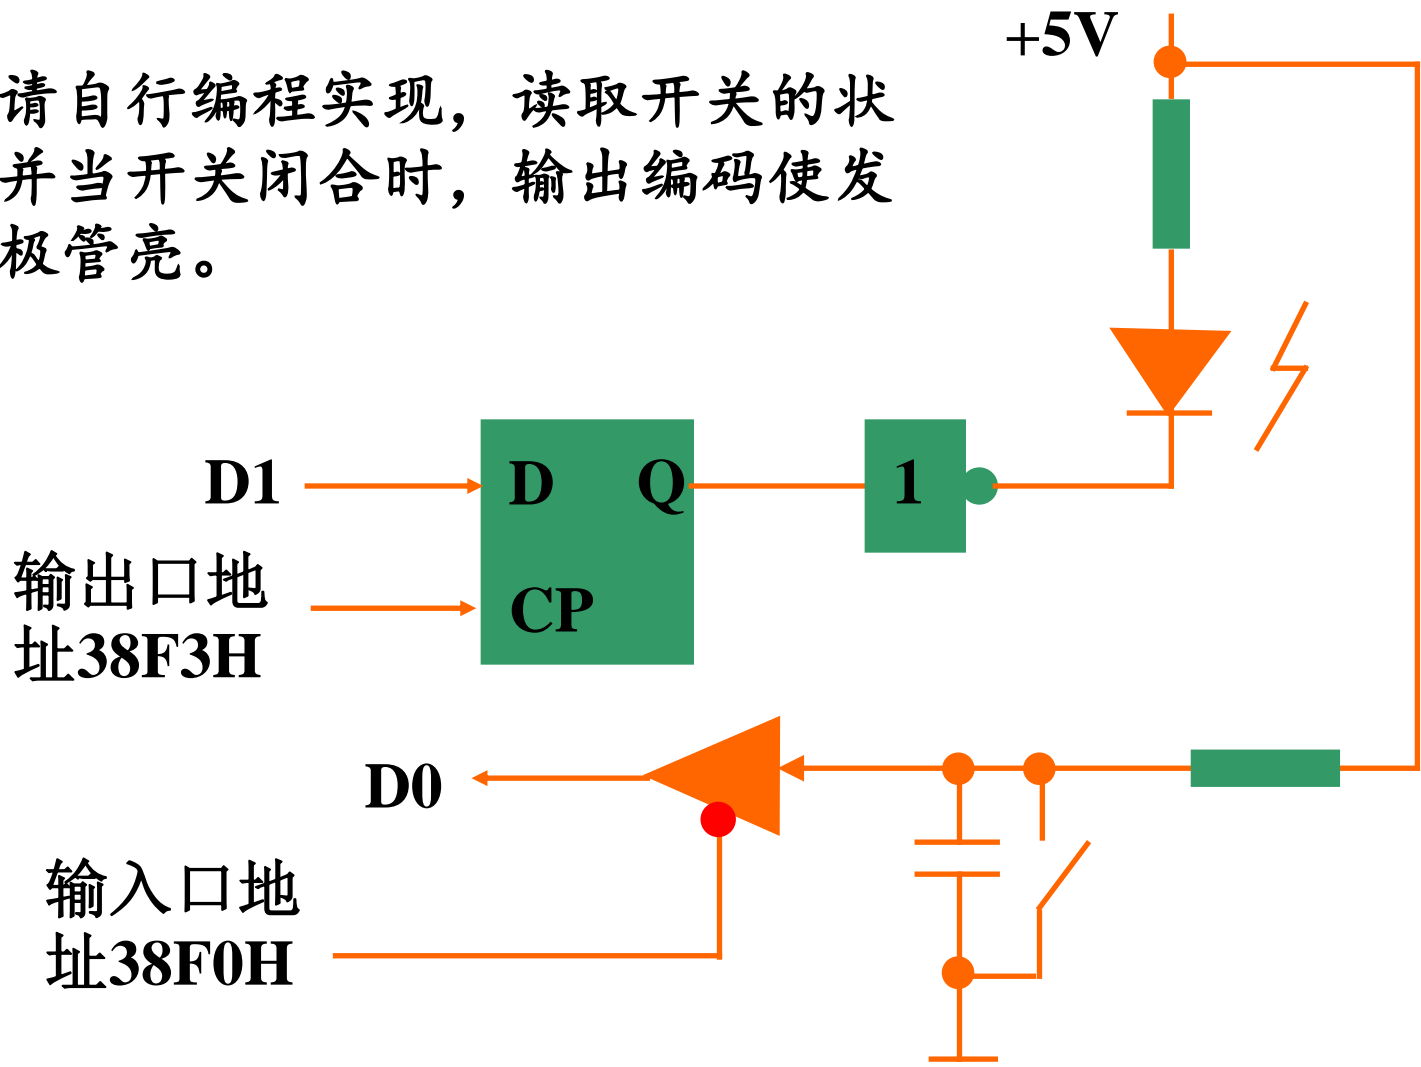 +5V
请自行编程实现，读取开关的状
并当开关闭合时，输出编码使发
极管亮。
D1
D Q
1
输出口地
址38F3H
CP
D0
输入口地
址38F0H